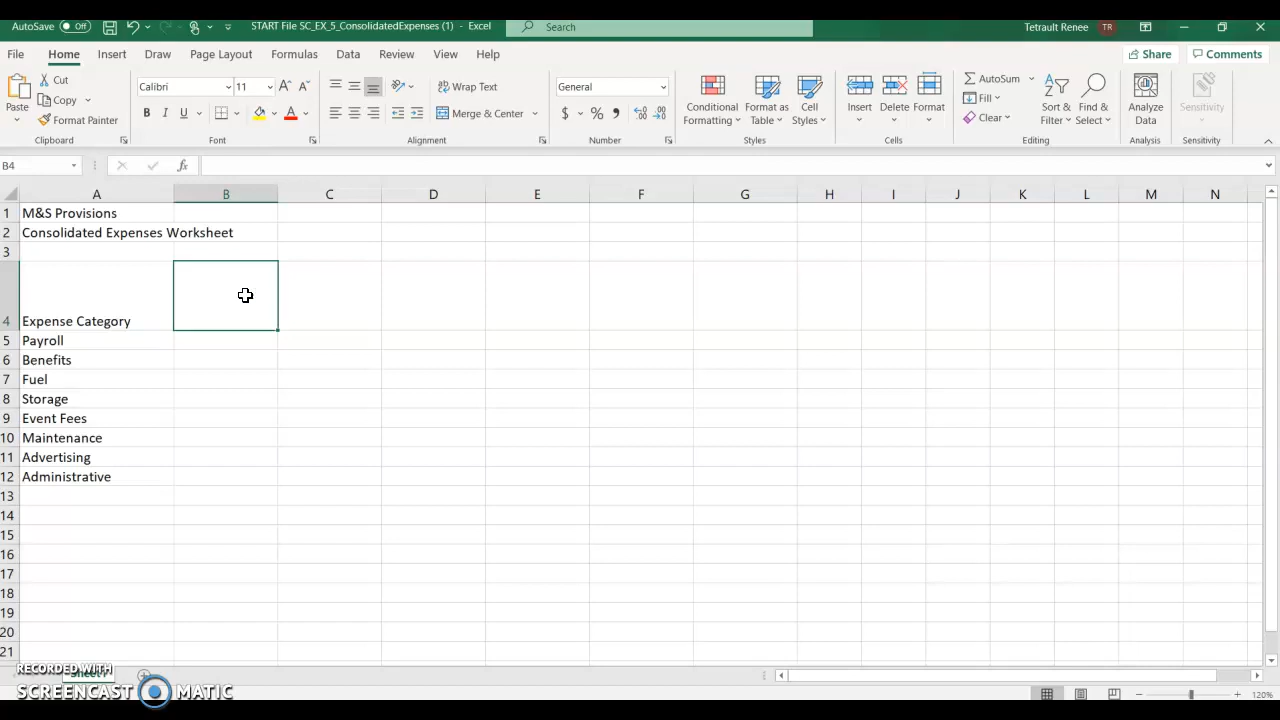 AutoSave Off START File SC_EX_5_ConsolidatedExpenses (1) - Excel Search Tetrault Renee TR
File Home Insert Draw Page Layout Formulas Data Review View Help Share Comments
Paste Cut Copy Format Painter Clipboard
Calibri 11 B I U A Font
Wrap Text Merge & Center Alignment
General $ % Number
Conditional Formatting Format as Table Cell Styles Styles
Insert Delete Format Cells
AutoSum Fill Clear Sort & Filter Find & Select Editing
Analyze Data Analysis
Sensitivity Sensitivity
B4 fx
A B C D E F G H I J K L M N
1 M&S Provisions
2 Consolidated Expenses Worksheet
3
4 Expense Category
5 Payroll
6 Benefits
7 Fuel
8 Storage
9 Event Fees
10 Maintenance
11 Advertising
12 Administrative
13
14
15
16
17
18
19
20
21
RECORDED WITH
SCREENCAST MATIC
120%